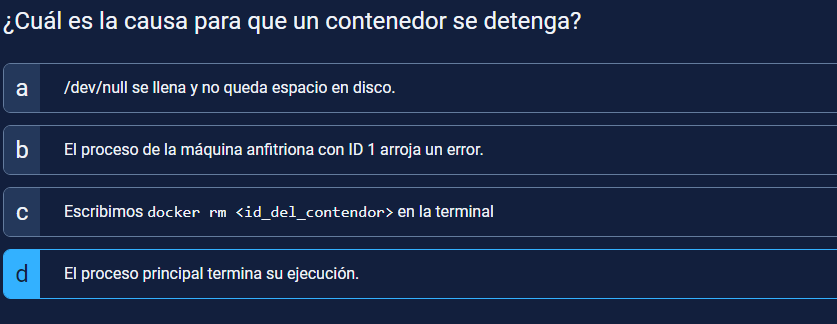 ¿Cuál es la causa para que un contenedor se detenga?
a /dev/null se llena y no queda espacio en disco.
b El proceso de la máquina anfitriona con ID 1 arroja un error.
c Escribimos docker rm <id_del_contendor> en la terminal
d El proceso principal termina su ejecución.